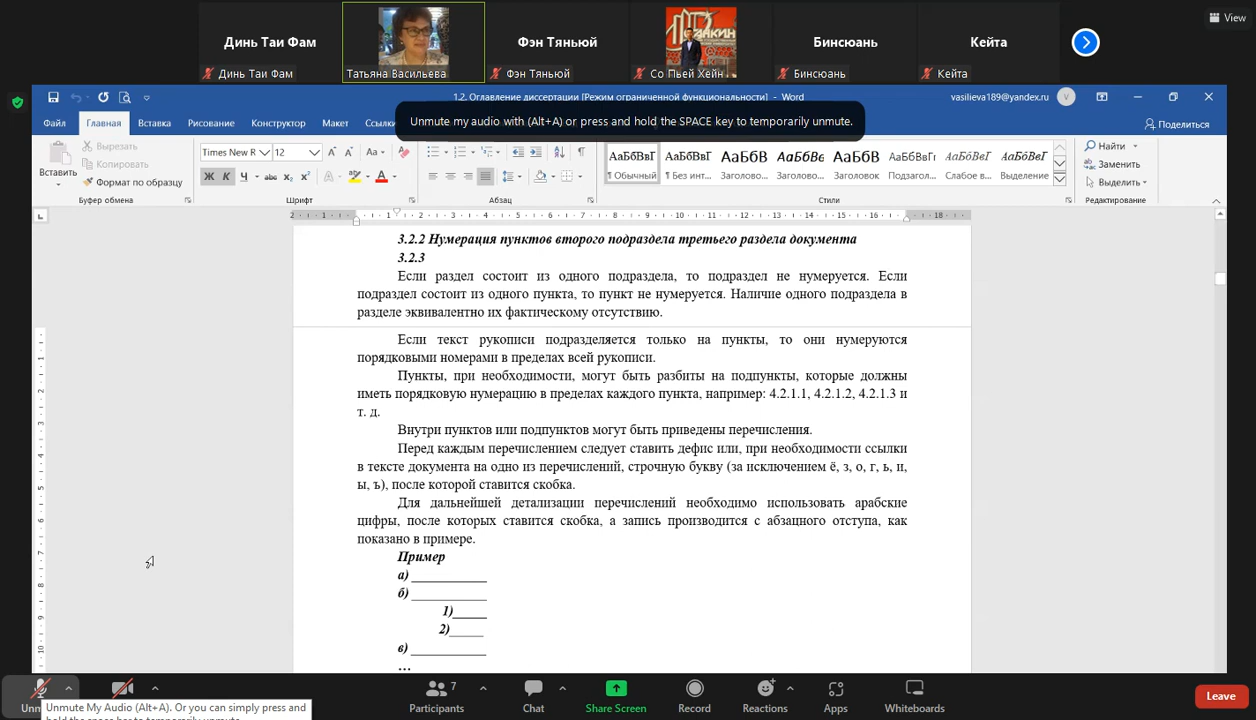 View
Динь Таи Фам
Фэн Тяньюй
Бинсюань
Кейта
Динь Таи Фам
Татьяна Васильева
Фэн Тяньюй
Со Пьей Хейн
Бинсюань
Кейта
1.2. Оглавление диссертации [Режим ограниченной функциональности] - Word
vasilieva189@yandex.ru
V
Файл
Главная
Вставка
Рисование
Конструктор
Макет
Ссылки
Unmute my audio with (Alt+A) or press and hold the SPACE key to temporarily unmute.
Поделиться
Вставить
Вырезать
Копировать
Формат по образцу
Буфер обмена
Times New R
12
Шрифт
Абзац
АаБбВвГ
¶ Обычный
АаБбВвГ
¶ Без инт...
АаБбВ
Заголово...
АаБбВв
Заголово...
АаБбВ
Заголовок
АаБбВвГ
Подзагол...
АаБбВвГ
Слабое в...
АаБбВвГ
Выделение
Стили
Найти
Заменить
Выделить
Редактирование
3.2.2 Нумерация пунктов второго подраздела третьего раздела документа
3.2.3
Если раздел состоит из одного подраздела, то подраздел не нумеруется. Если
подраздел состоит из одного пункта, то пункт не нумеруется. Наличие одного подраздела в
разделе эквивалентно их фактическому отсутствию.
Если текст рукописи подразделяется только на пункты, то они нумеруются
порядковыми номерами в пределах всей рукописи.
Пункты, при необходимости, могут быть разбиты на подпункты, которые должны
иметь порядковую нумерацию в пределах каждого пункта, например: 4.2.1.1, 4.2.1.2, 4.2.1.3 и
т. д.
Внутри пунктов или подпунктов могут быть приведены перечисления.
Перед каждым перечислением следует ставить дефис или, при необходимости ссылки
в тексте документа на одно из перечислений, строчную букву (за исключением ё, з, о, г, ь, и,
ы, ъ), после которой ставится скобка.
Для дальнейшей детализации перечислений необходимо использовать арабские
цифры, после которых ставится скобка, а запись производится с абзацного отступа, как
показано в примере.
Пример
а) ___________
б) ___________
1)_____
2)_____
в) ___________
...
Participants
7
Chat
Share Screen
Record
Reactions
Apps
Whiteboards
Leave
Unmute My Audio (Alt+A). Or you can simply press and